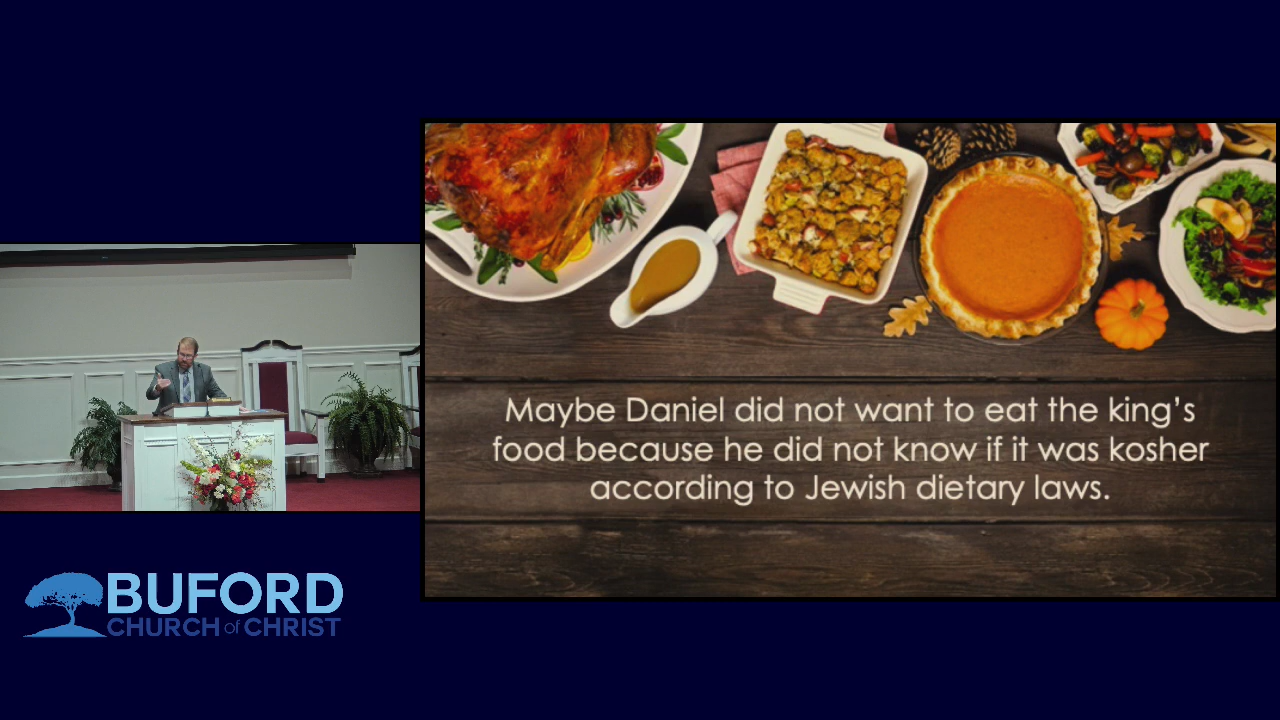 Maybe Daniel did not want to eat the king's
food because he did not know if it was kosher
according to Jewish dietary laws.
BUFORD
CHURCH of CHRIST